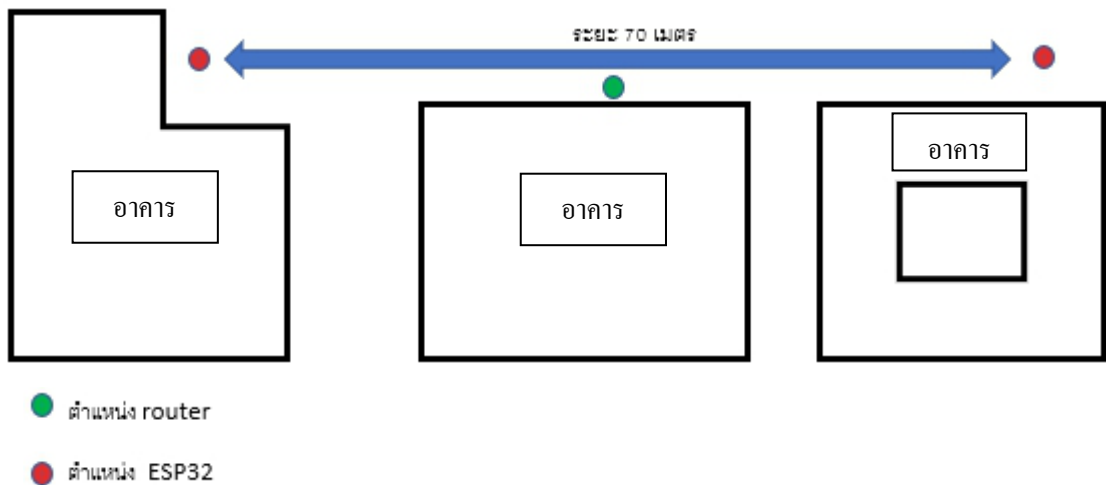 ระยะ 70 เมตร
อาคาร
อาคาร
อาคาร
ตำแหน่ง router
ตำแหน่ง ESP32